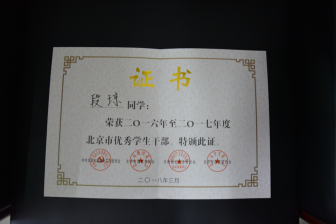 证书
段琼 同学：
荣获二〇一六年至二〇一七年度
北京市优秀学生干部。特颁此证。
二〇一八年三月